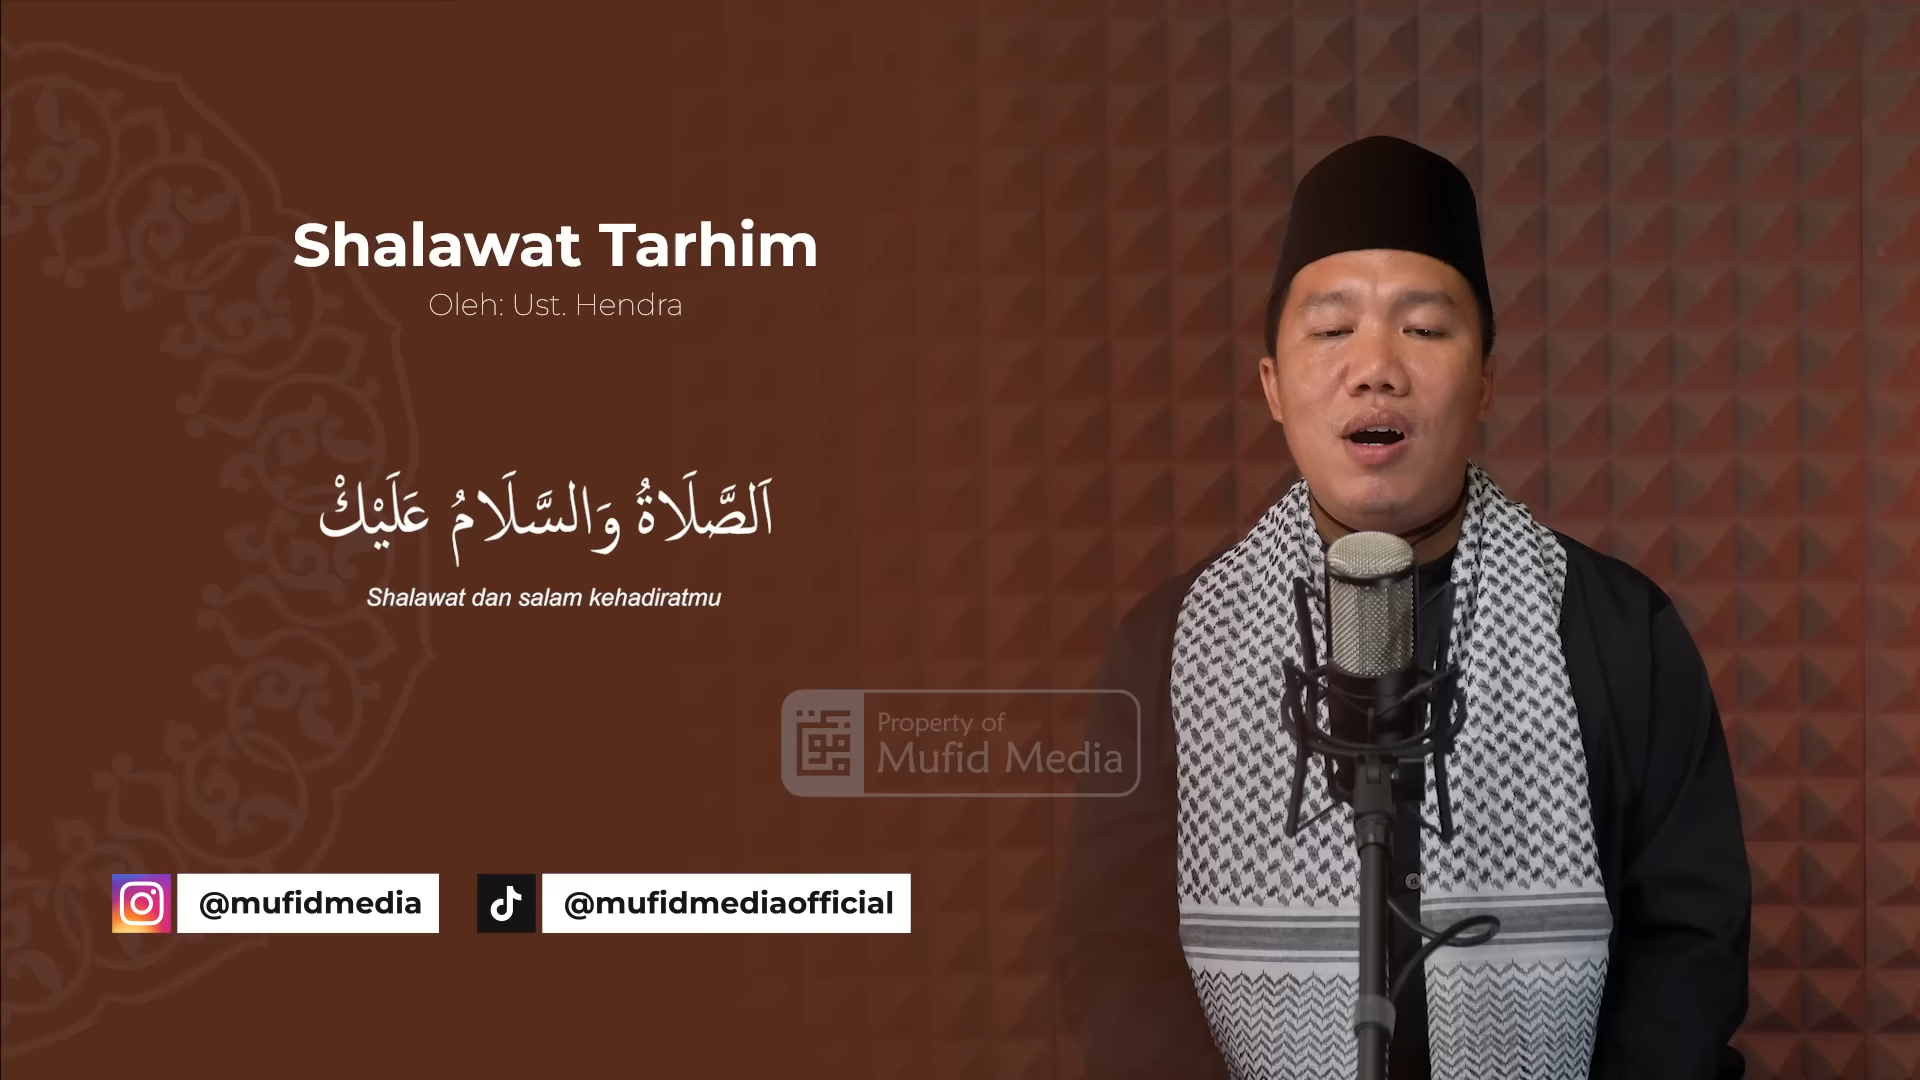 Shalawat Tarhim
Oleh: Ust. Hendra
اَلصَّلَاةُ وَالسَّلَامُ عَلَيْكْ
Shalawat dan salam kehadiratmu
Property of
Mufid Media
@mufidmedia
@mufidmediaofficial